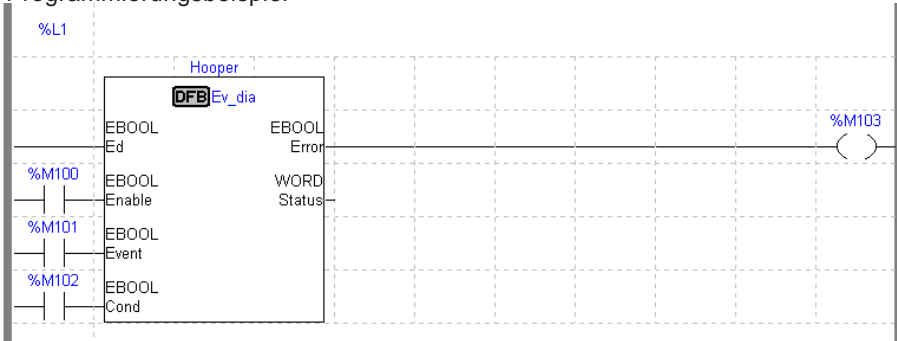 Programmierungsbeispiel
%L1
Hooper
DFB Ev_dia
EBOOL EBOOL %M103
Ed Error
%M100 EBOOL WORD
Enable Status
%M101 EBOOL
Event
%M102 EBOOL
Cond